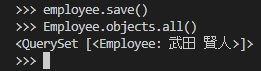 >>> employee.save()
>>> Employee.objects.all()
<QuerySet [<Employee: 武田 賢人>]>
>>>